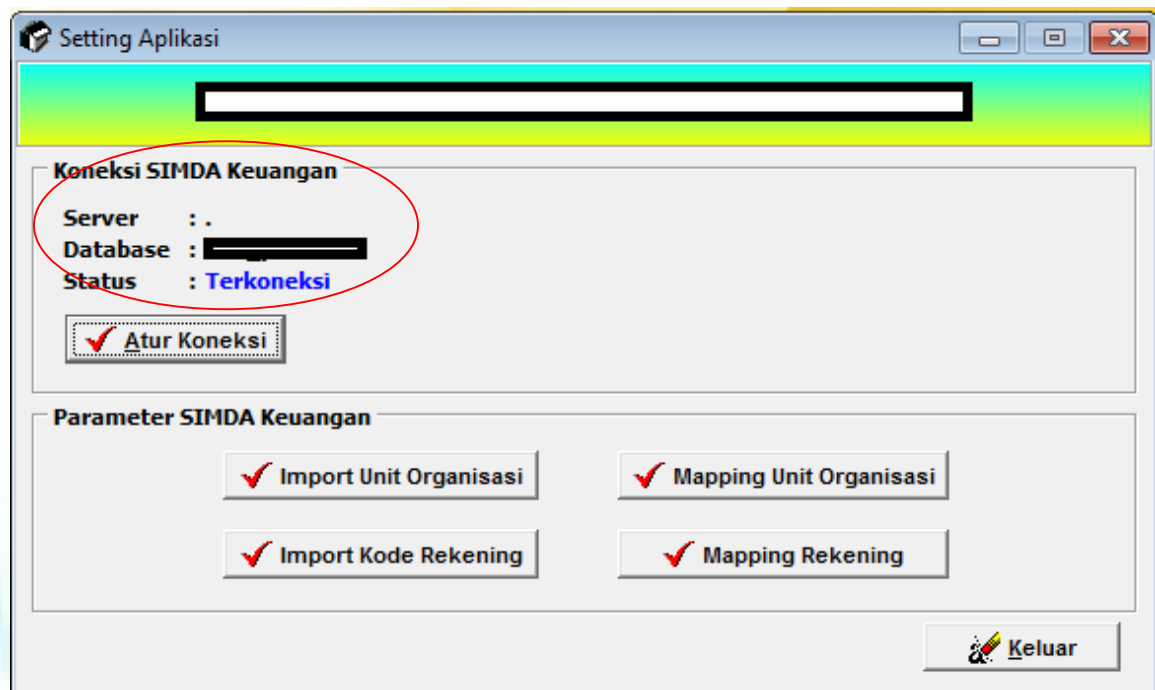 Setting Aplikasi
Koneksi SIMDA Keuangan
Server : .
Database :
Status : Terkoneksi
Atur Koneksi
Parameter SIMDA Keuangan
Import Unit Organisasi
Mapping Unit Organisasi
Import Kode Rekening
Mapping Rekening
Keluar